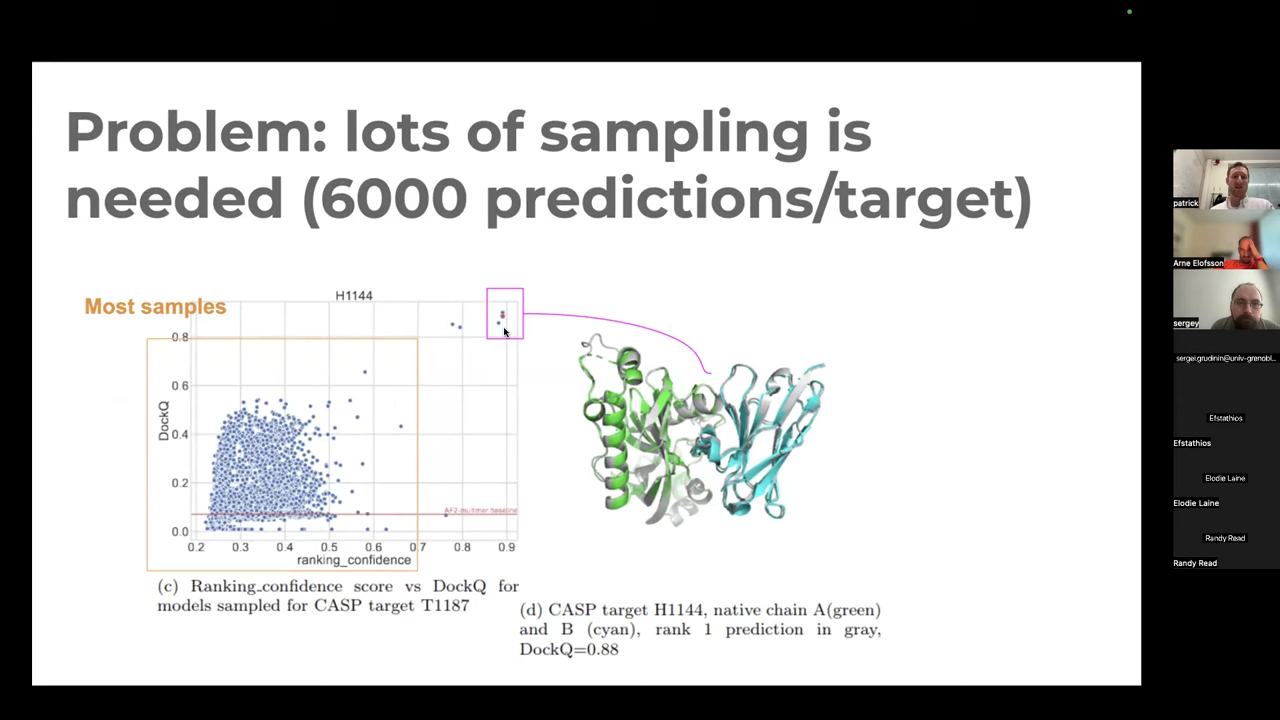 Problem: lots of sampling is
needed (6000 predictions/target)
Most samples
H1144
0.8
0.6
0.4
0.2
0.0
DockQ
AF2-multimer baseline
0.2 0.3 0.4 0.5 0.6 0.7 0.8 0.9
ranking_confidence
(c) Ranking_confidence score vs DockQ for
models sampled for CASP target T1187
(d) CASP target H1144, native chain A(green)
and B (cyan), rank 1 prediction in gray,
DockQ=0.88
patrick
Arne Elofsson
sergey
sergei.grudinin@univ-grenobl...
Efstathios
Efstathios
Elodie Laine
Elodie Laine
Randy Read
Randy Read